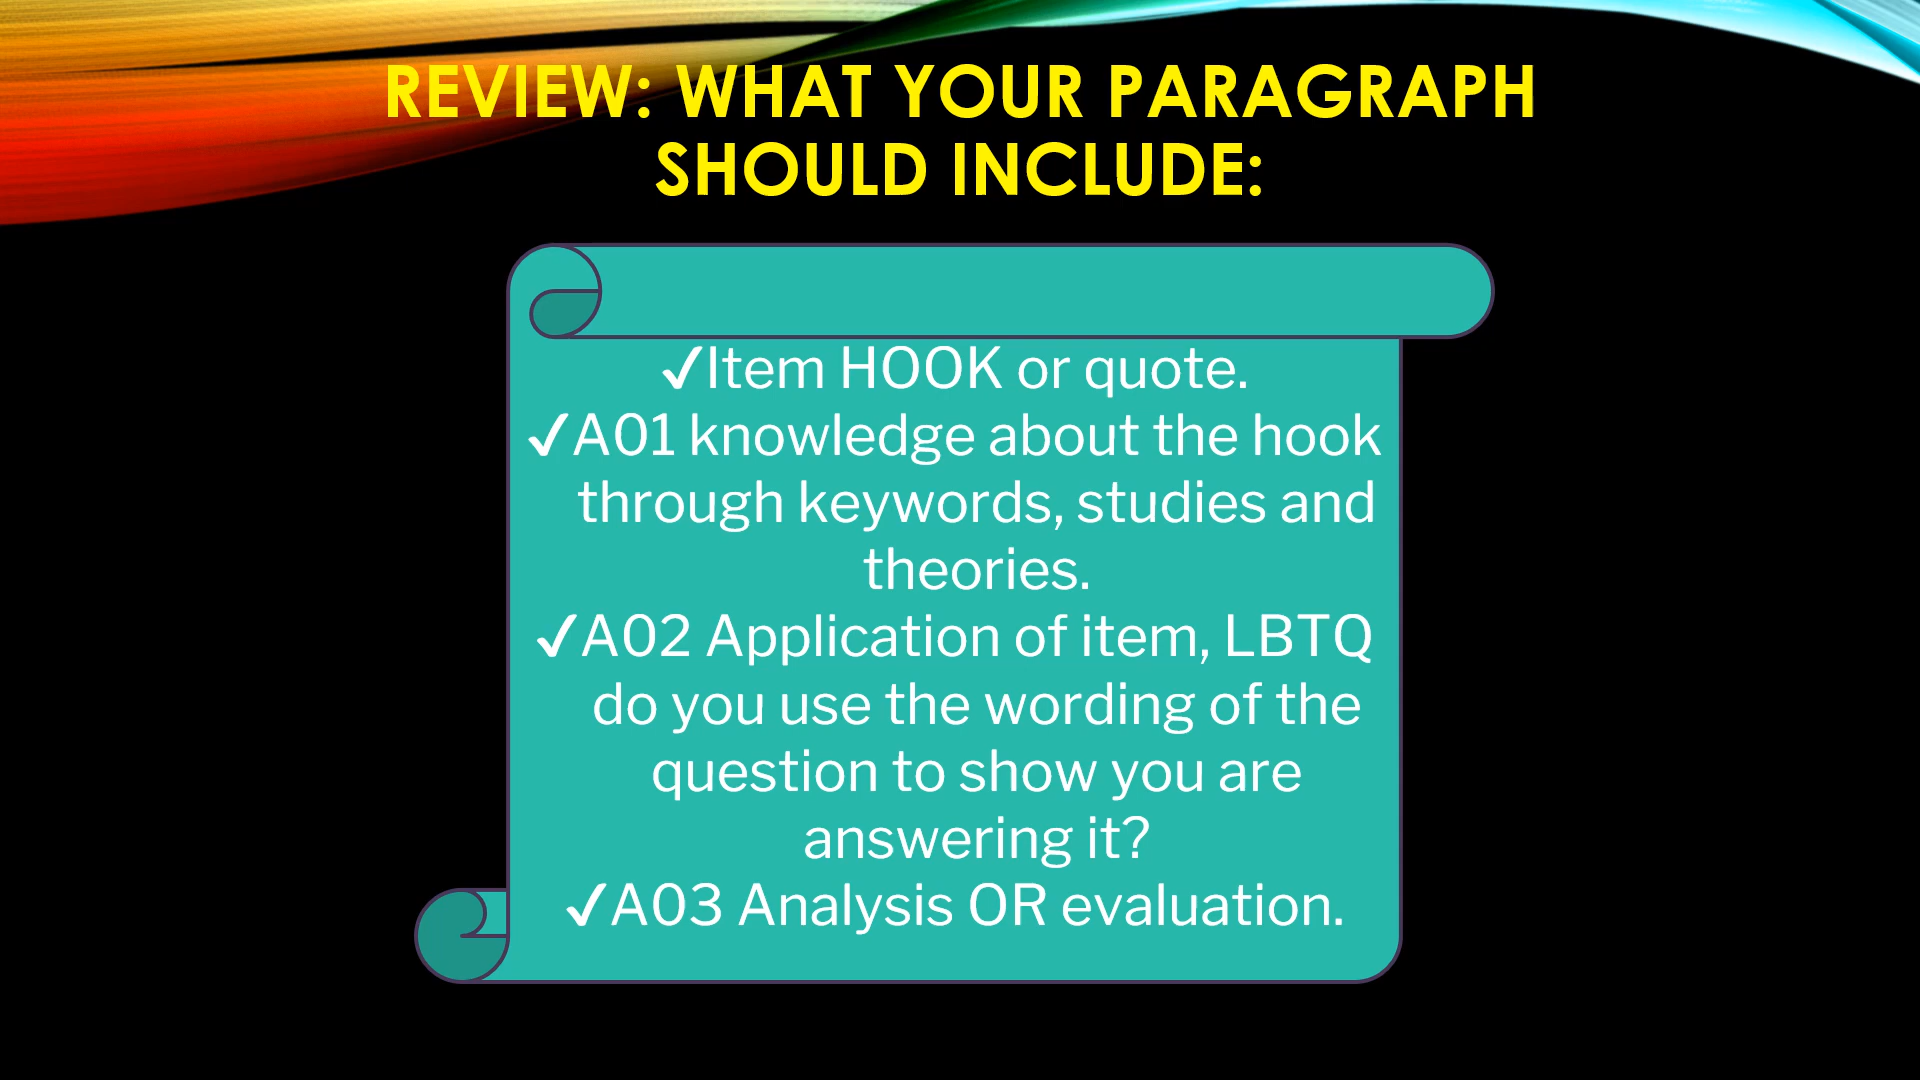 REVIEW: WHAT YOUR PARAGRAPH
SHOULD INCLUDE:
✓Item HOOK or quote.
✓A01 knowledge about the hook
through keywords, studies and
theories.
✓A02 Application of item, LBTQ
do you use the wording of the
question to show you are
answering it?
✓A03 Analysis OR evaluation.